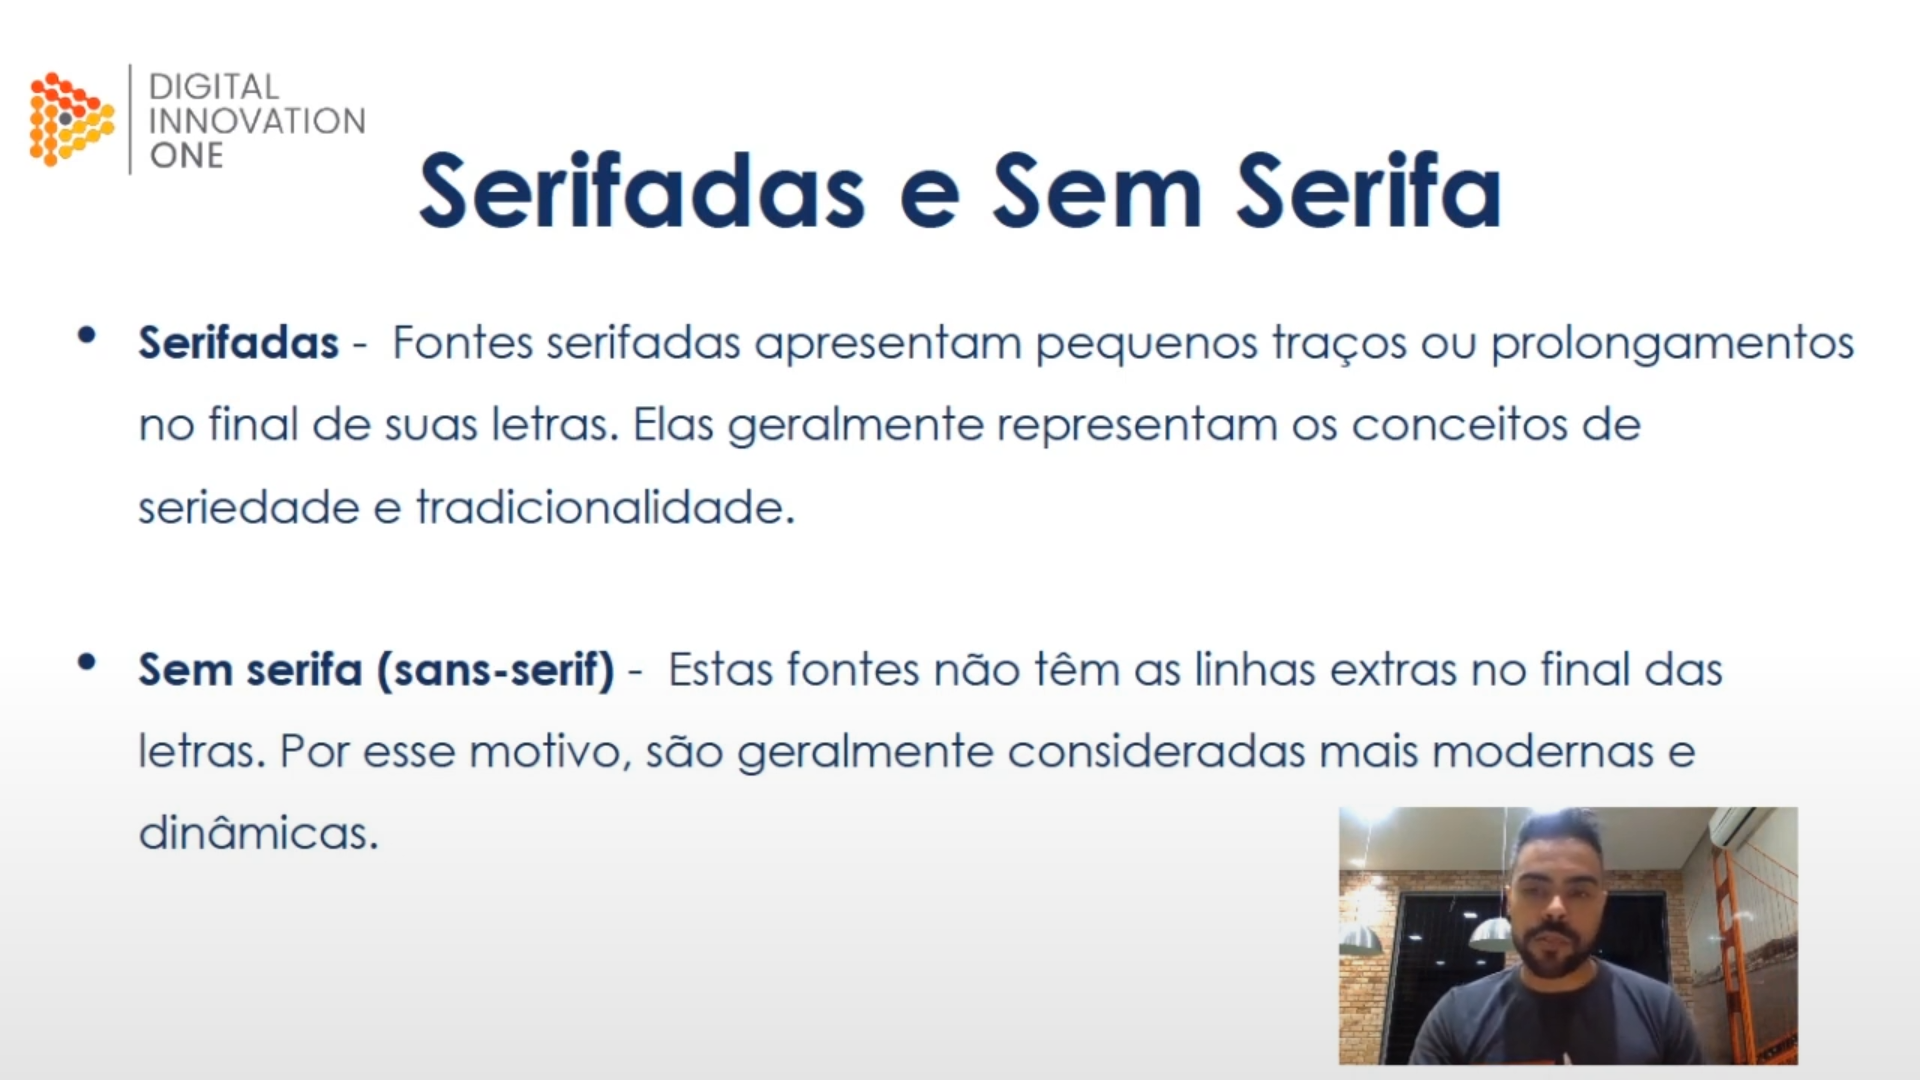 DIGITAL
INNOVATION
ONE
Serifadas e Sem Serifa
• Serifadas - Fontes serifadas apresentam pequenos traços ou prolongamentos
no final de suas letras. Elas geralmente representam os conceitos de
seriedade e tradicionalidade.
• Sem serifa (sans-serif) - Estas fontes não têm as linhas extras no final das
letras. Por esse motivo, são geralmente consideradas mais modernas e
dinâmicas.